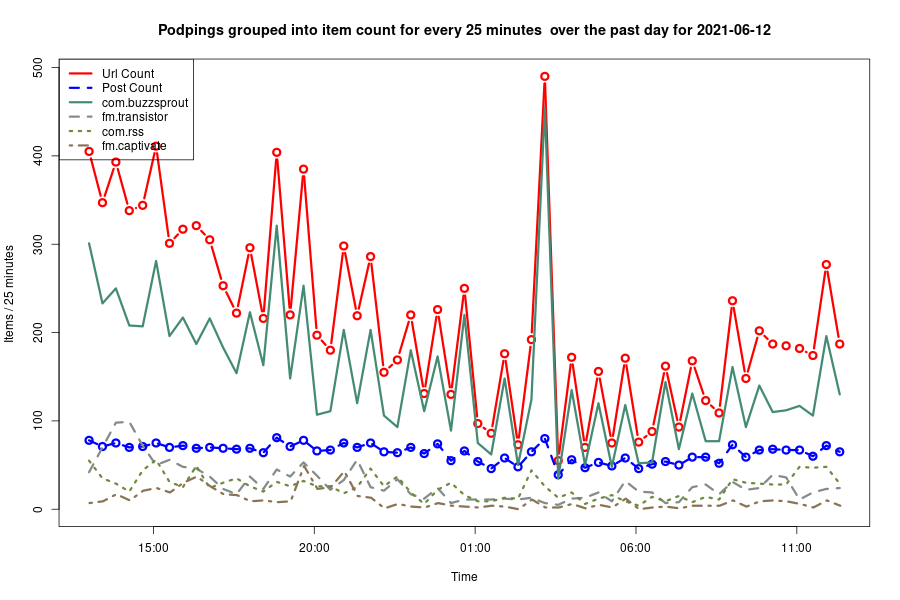 Podpings grouped into item count for every 25 minutes  over the past day for 2021-06-12
Url Count
Post Count
com.buzzsprout
fm.transistor
com.rss
fm.captivate
Items / 25 minutes
500
400
300
200
100
0
15:00
20:00
01:00
06:00
11:00
Time